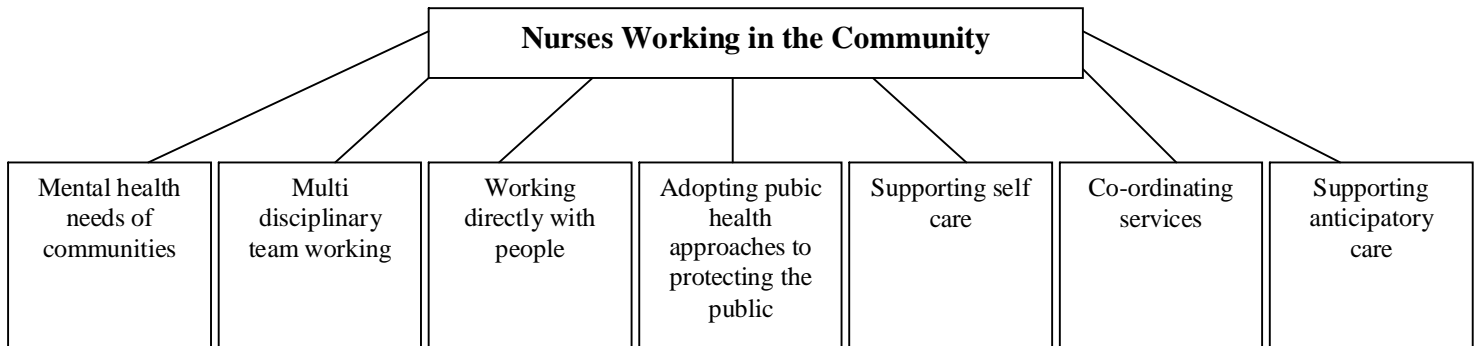 Nurses Working in the Community
Mental health
needs of
communities
Multi
disciplinary
team working
Working
directly with
people
Adopting pubic
health
approaches to
protecting the
public
Supporting self
care
Co-ordinating
services
Supporting
anticipatory
care